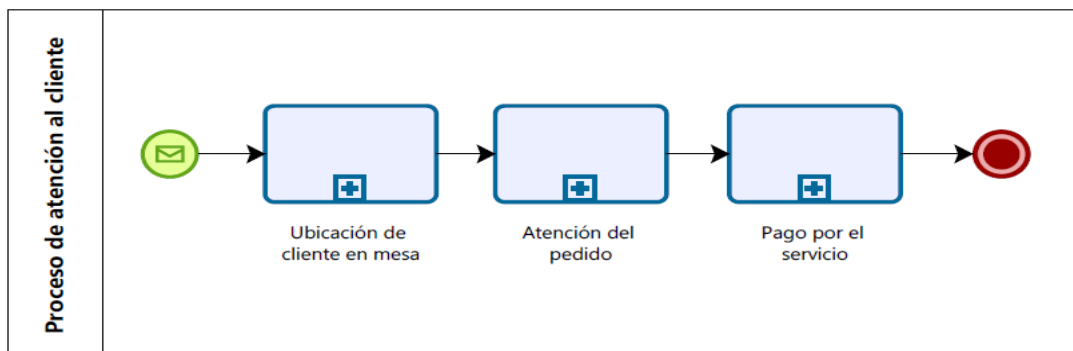 Proceso de atención al cliente
Ubicación de
cliente en mesa
Atención del
pedido
Pago por el
servicio